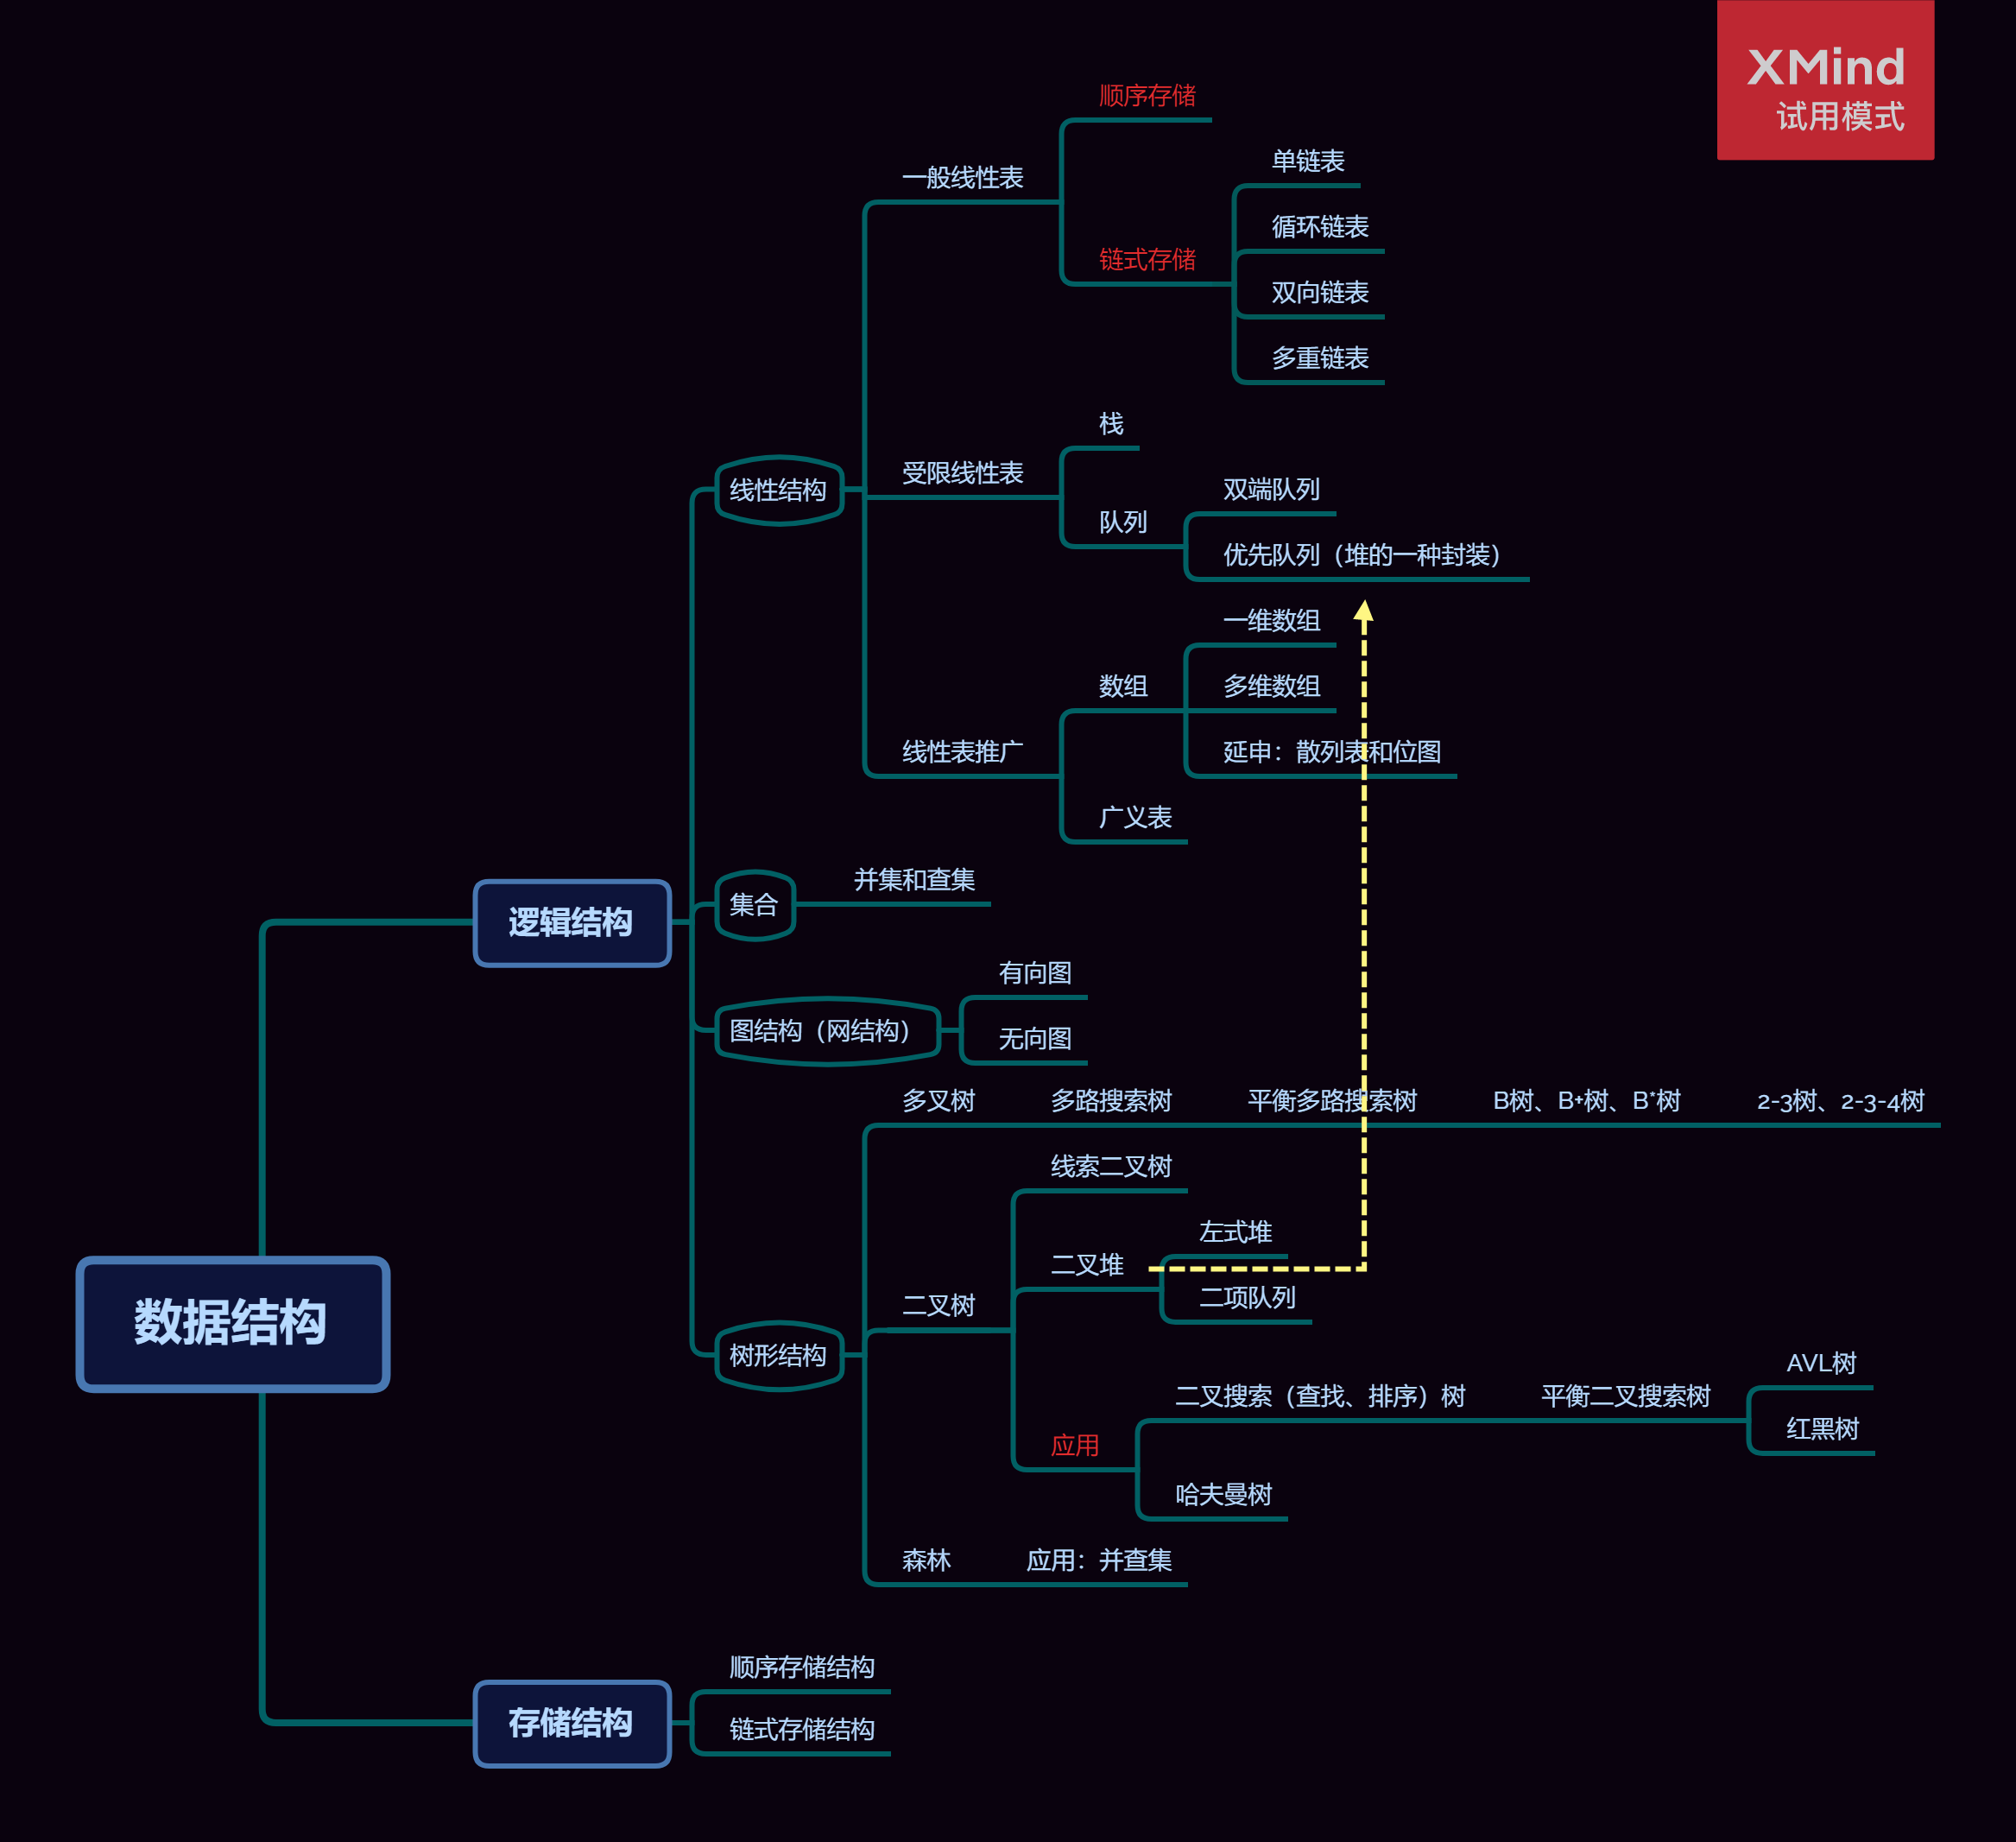 XMind
试用模式
顺序存储
单链表
一般线性表
循环链表
链式存储
双向链表
多重链表
栈
受限线性表
线性结构
双端队列
队列
优先队列（堆的一种封装）
一维数组
数组
多维数组
线性表推广
延申：散列表和位图
广义表
并集和查集
集合
逻辑结构
有向图
图结构（网结构）
无向图
多叉树
多路搜索树
平衡多路搜索树
B树、B+树、B*树
2-3树、2-3-4树
线索二叉树
左式堆
二叉堆
二项队列
二叉树
数据结构
树形结构
AVL树
二叉搜索（查找、排序）树
平衡二叉搜索树
红黑树
应用
哈夫曼树
森林
应用：并查集
顺序存储结构
存储结构
链式存储结构